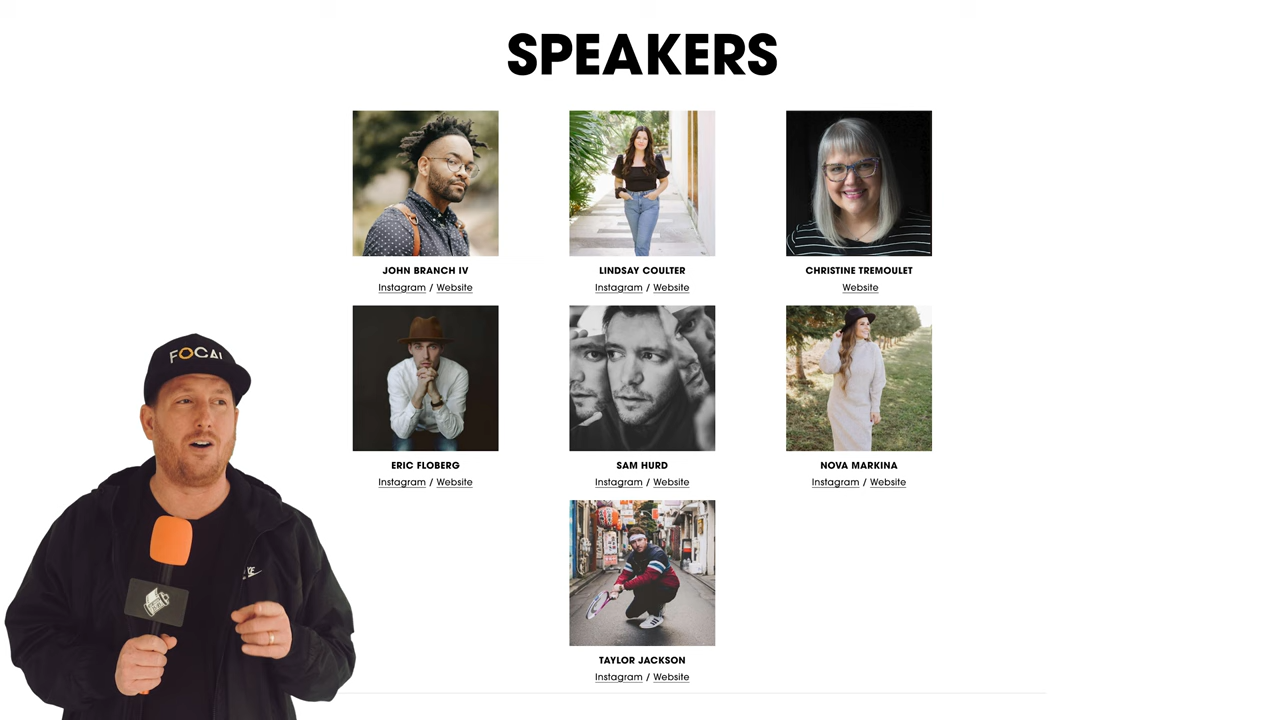 SPEAKERS
JOHN BRANCH IV
Instagram / Website
LINDSAY COULTER
Instagram / Website
CHRISTINE TREMOULET
Website
ERIC FLOBERG
Instagram / Website
SAM HURD
Instagram / Website
NOVA MARKINA
Instagram / Website
TAYLOR JACKSON
Instagram / Website
FOCAL